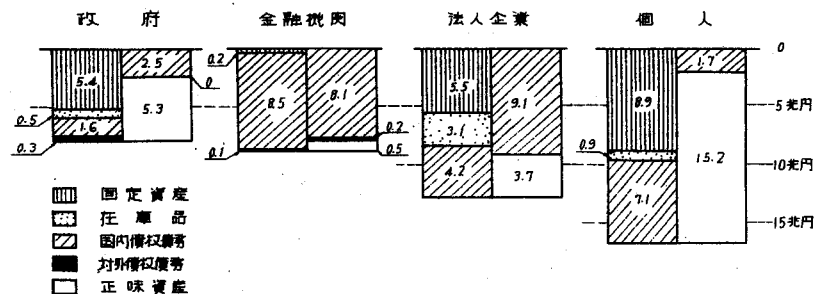 政府 金融機関 法人企業 個人
0.2 0
2.5 1.7
5.4 0 5.5
8.5 8.1 9.1 8.9
5.3 5兆円
0.5 3.1
1.6 0.2 0.9
0.3 0.1 0.5 15.2 10兆円
4.2 3.7
7.1
固定資産
在庫品
国内債权債务 15兆円
対外債权債务
正味資産